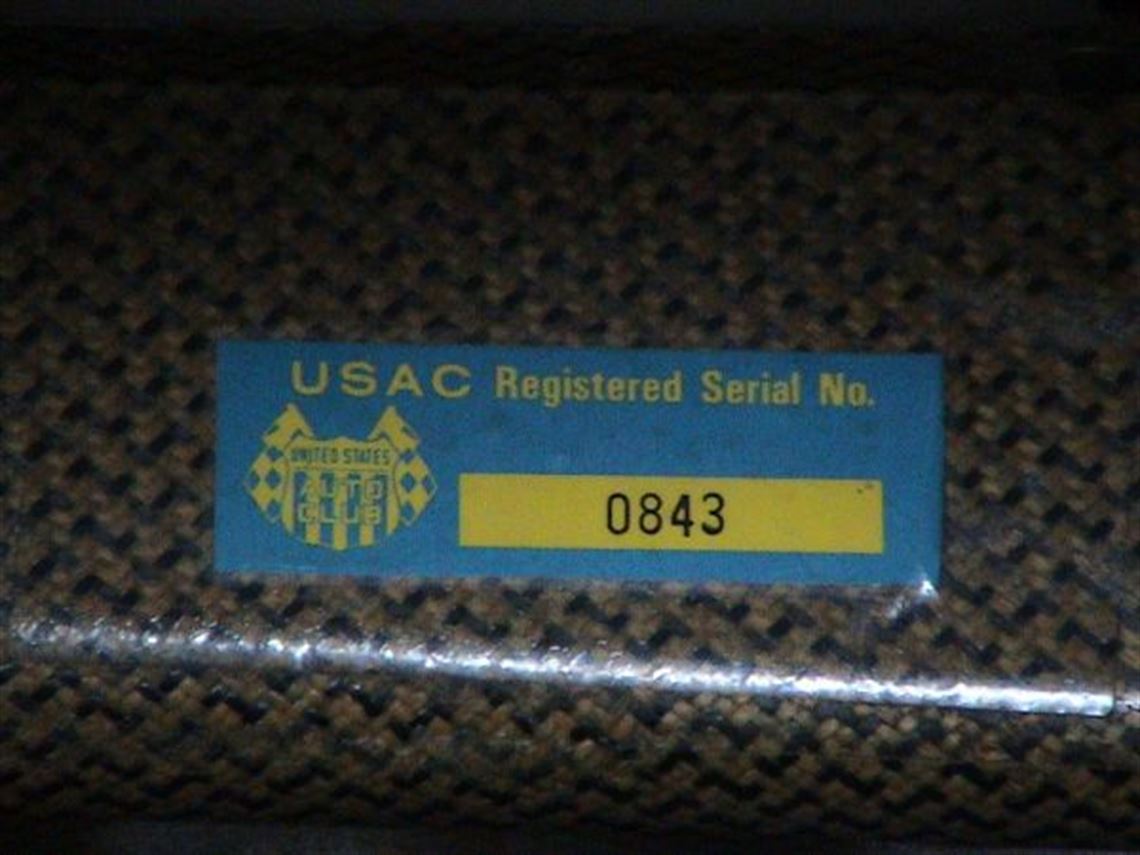 USAC Registered Serial No.
UNITED STATES
AUTO
CLUB
0843